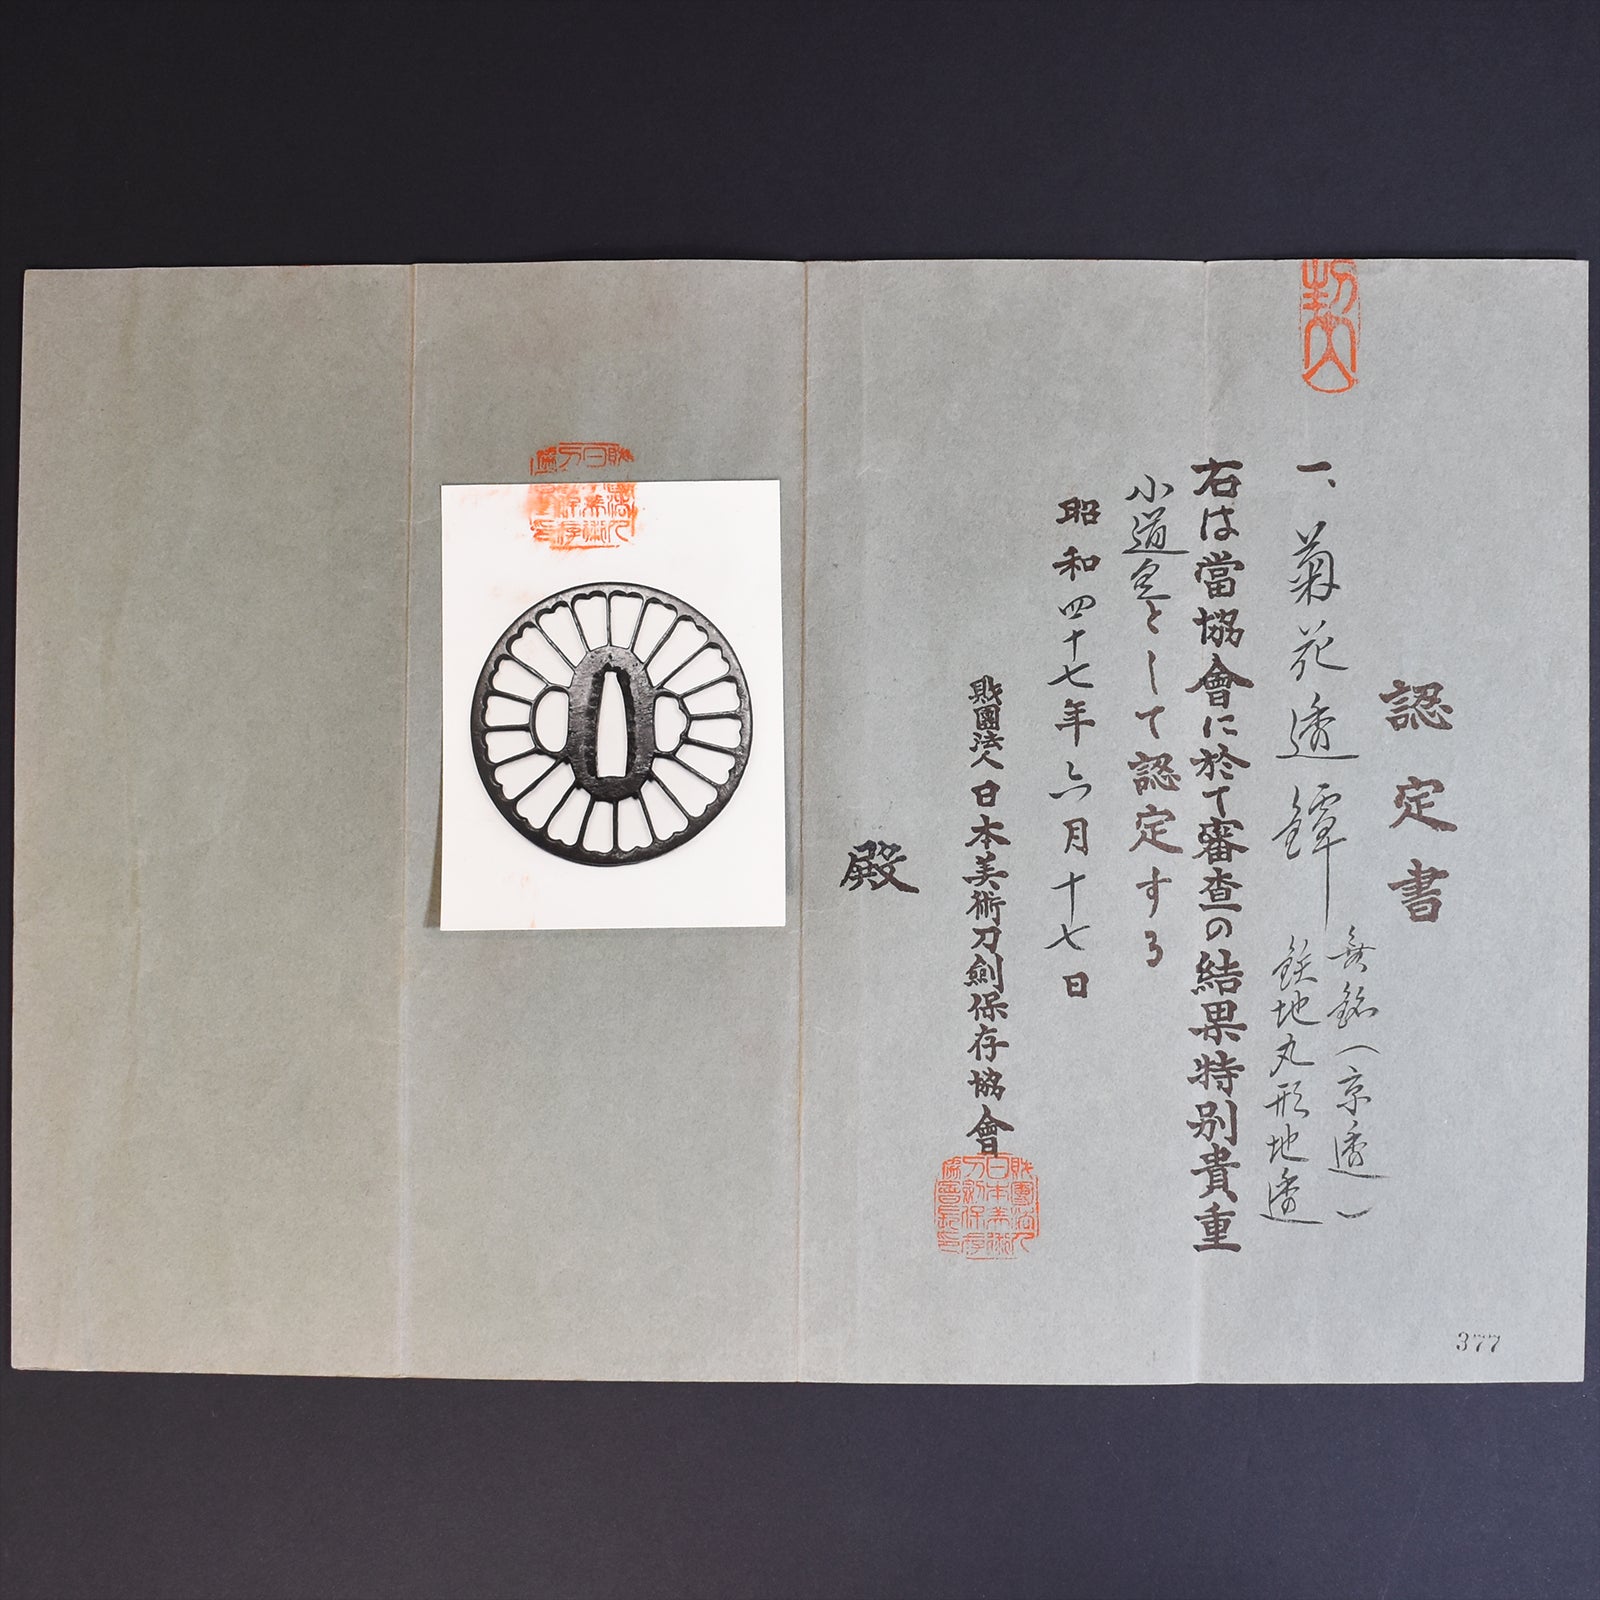 認定書
一、菊花透鐔
無銘（京透）
鉄地丸形地透
右は當協會に於て審査の結果特別貴重
小道具として認定する
昭和四十七年六月十七日
財團法人日本美術刀劍保存協會
殿
377